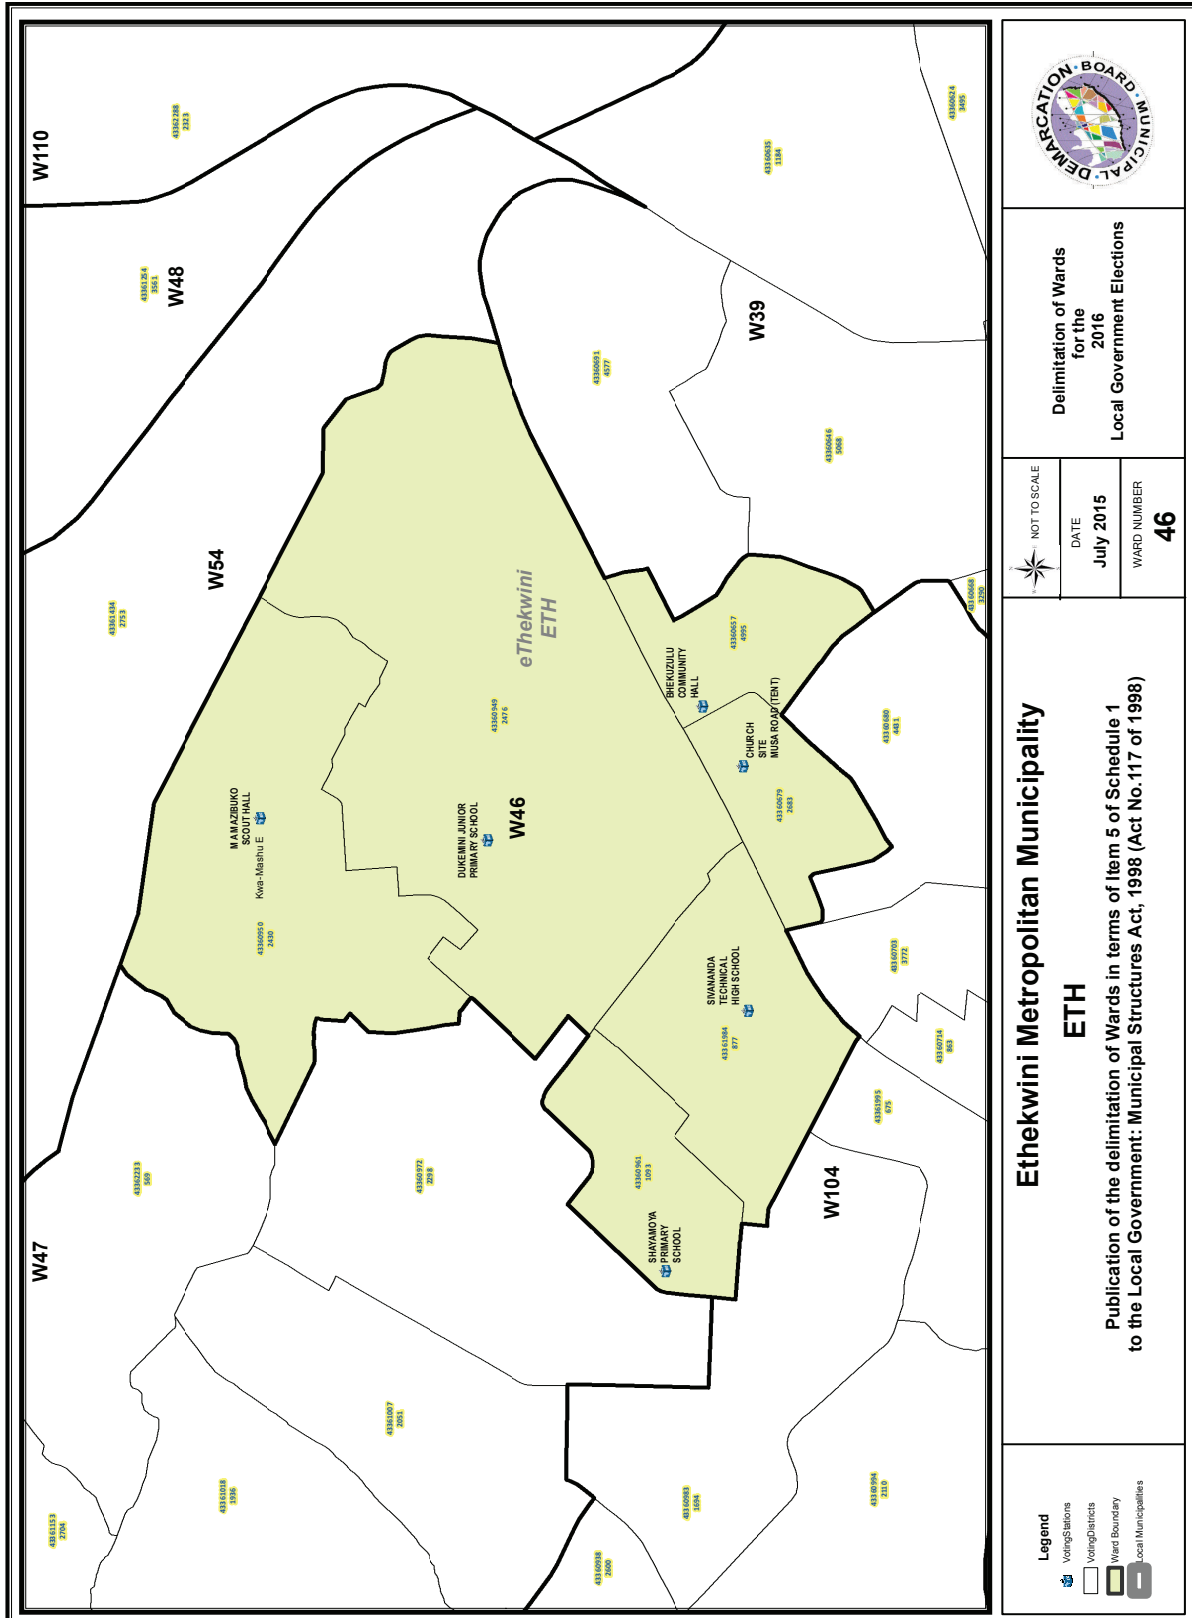 W110
43362288
2323
43361254
3561
W48
43360635
1184
43360624
3495
W39
43360691
4577
43360646
5068
W54
43361434
2753
eThekwini
ETH
43360949
2476
BHEKUZULU
COMMUNITY
HALL
43360657
4995
43360668
3290
CHURCH
SITE
MUSA ROAD (TENT)
43360679
2683
43360680
4431
M A MAZIBUKO
SCOUT HALL
Kwa-Mashu E
43360950
2430
DUKEMINI JUNIOR
PRIMARY SCHOOL
W46
SIVANANDA
TECHNICAL
HIGH SCHOOL
43361984
877
43360703
3772
43360714
863
43361995
675
W104
43360961
1093
SHAYAMOYA
PRIMARY
SCHOOL
W47
43362233
569
43360972
2298
43361007
2051
43361018
1936
43361153
2704
43360938
2600
43360983
1694
43360994
2110
Legend
VotingStations
VotingDistricts
Ward Boundary
Local Municipalities
Ethekwini Metropolitan Municipality
ETH
Publication of the delimitation of Wards in terms of Item 5 of Schedule 1
to the Local Government: Municipal Structures Act, 1998 (Act No.117 of 1998)
NOT TO SCALE
DATE
July 2015
WARD NUMBER
46
Delimitation of Wards
for the
2016
Local Government Elections
MUNICIPAL · DEMARCATION · BOARD ·